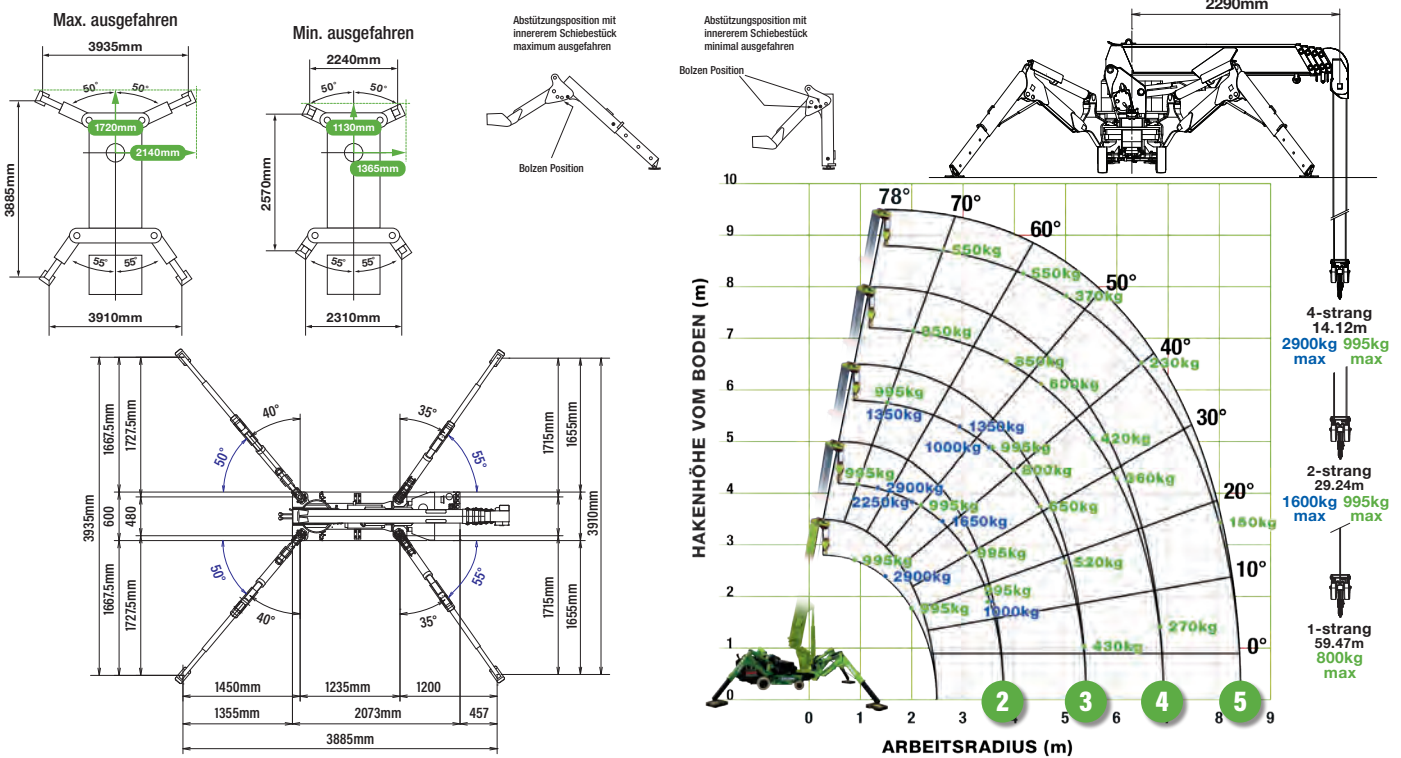 Max. ausgefahren
3935mm
50°
50°
1720mm
2140mm
3885mm
55°
55°
3910mm
Min. ausgefahren
2240mm
50°
50°
1130mm
1365mm
2570mm
55°
55°
2310mm
Abstützungsposition mit
innererem Schiebestück
maximum ausgefahren
Bolzen Position
Abstützungsposition mit
innererem Schiebestück
minimal ausgefahren
Bolzen Position
2290mm
3935mm
1667.5mm
1727.5mm
600
480
1667.5mm
1727.5mm
40°
50°
35°
55°
50°
40°
55°
35°
1715mm
1655mm
3910mm
1715mm
1655mm
1450mm
1235mm
1200
1355mm
2073mm
457
3885mm
HAKENHÖHE VOM BODEN (m)
10
9
8
7
6
5
4
3
2
1
0
78°
70°
60°
50°
40°
30°
20°
10°
0°
550kg
550kg
370kg
230kg
150kg
850kg
850kg
600kg
420kg
360kg
270kg
995kg
1350kg
1350kg
1000kg
995kg
800kg
650kg
520kg
430kg
995kg
2900kg
2250kg
995kg
1650kg
995kg
995kg
1000kg
995kg
2900kg
995kg
2
3
4
5
0
1
2
3
4
5
6
7
8
9
ARBEITSRADIUS (m)
4-strang
14.12m
2900kg 995kg
max max
2-strang
29.24m
1600kg 995kg
max max
1-strang
59.47m
800kg
max